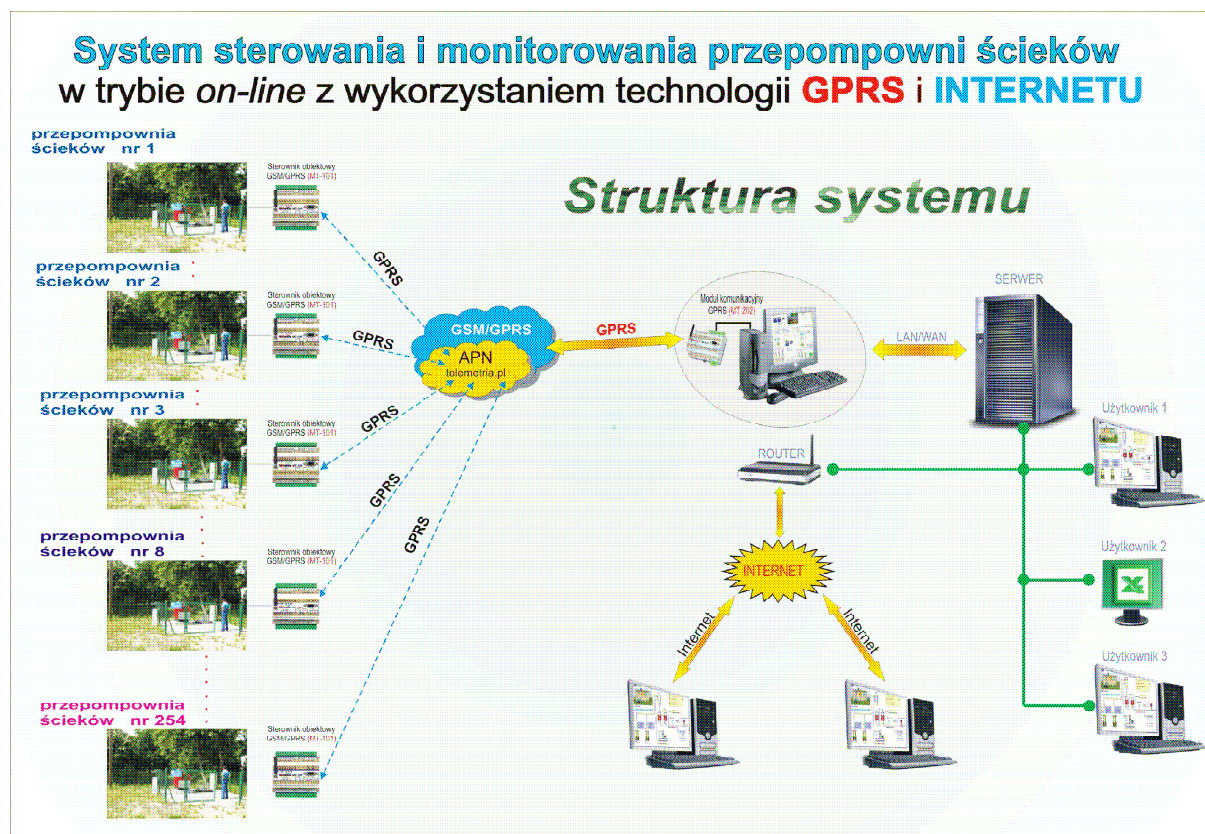 System sterowania i monitorowania przepompowni ścieków
w trybie on-line z wykorzystaniem technologii GPRS i INTERNETU
Struktura systemu
przepompownia
ścieków nr 1
Sterownik obiektowy
GSM/GPRS (MT-101)
GPRS
przepompownia
ścieków nr 2
Sterownik obiektowy
GSM/GPRS (MT-101)
GPRS
przepompownia
ścieków nr 3
Sterownik obiektowy
GSM/GPRS (MT-101)
GPRS
przepompownia
ścieków nr 8
Sterownik obiektowy
GSM/GPRS (MT-101)
GPRS
przepompownia
ścieków nr 254
Sterownik obiektowy
GSM/GPRS (MT-101)
GPRS
GSM/GPRS
APN
telemetria.pl
GPRS
Moduł komunikacyjny
GPRS (MT 202)
LAN/WAN
SERWER
ROUTER
INTERNET
Internet
Internet
Użytkownik 1
Użytkownik 2
Użytkownik 3